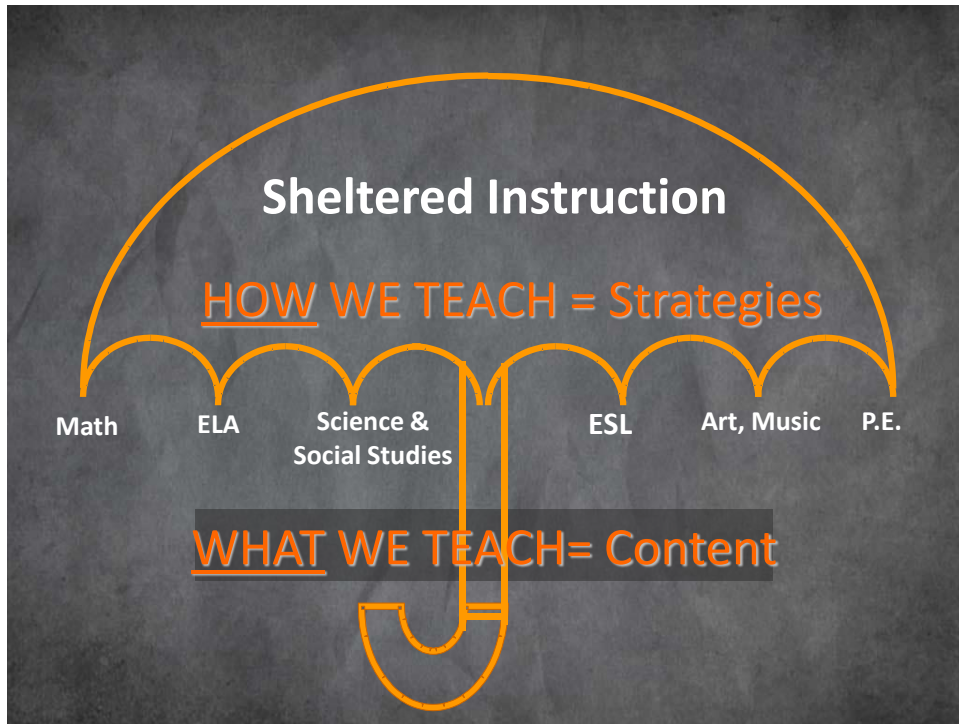 Sheltered Instruction
HOW WE TEACH = Strategies
Math
ELA
Science &
Social Studies
ESL
Art, Music
P.E.
WHAT WE TEACH= Content